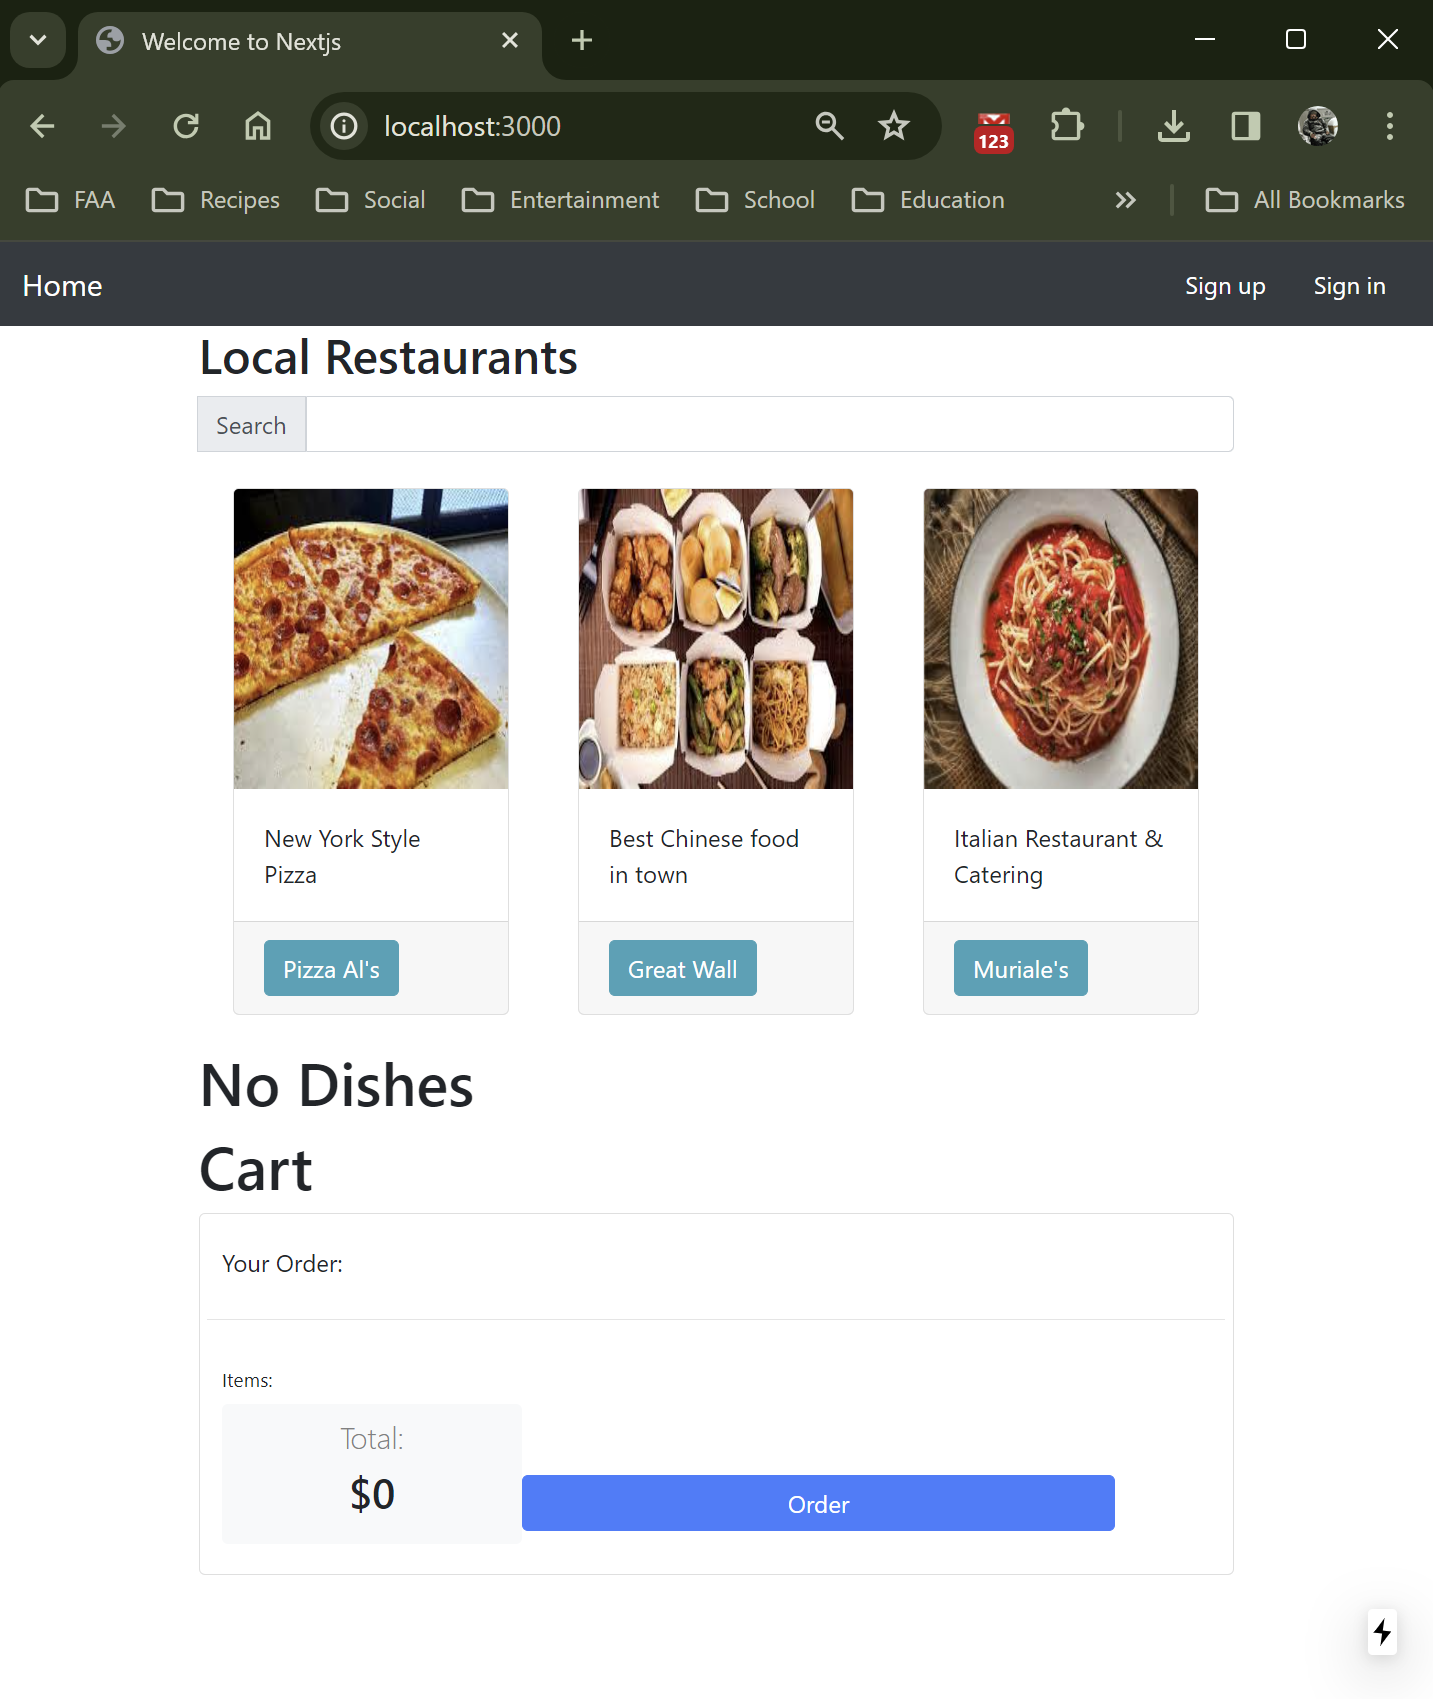 Welcome to Nextjs
localhost:3000
123
FAA
Recipes
Social
Entertainment
School
Education
All Bookmarks
Home
Sign up
Sign in
Local Restaurants
Search
New York Style
Pizza
Pizza Al's
Best Chinese food
in town
Great Wall
Italian Restaurant &
Catering
Muriale's
No Dishes
Cart
Your Order:
Items:
Total:
$0
Order